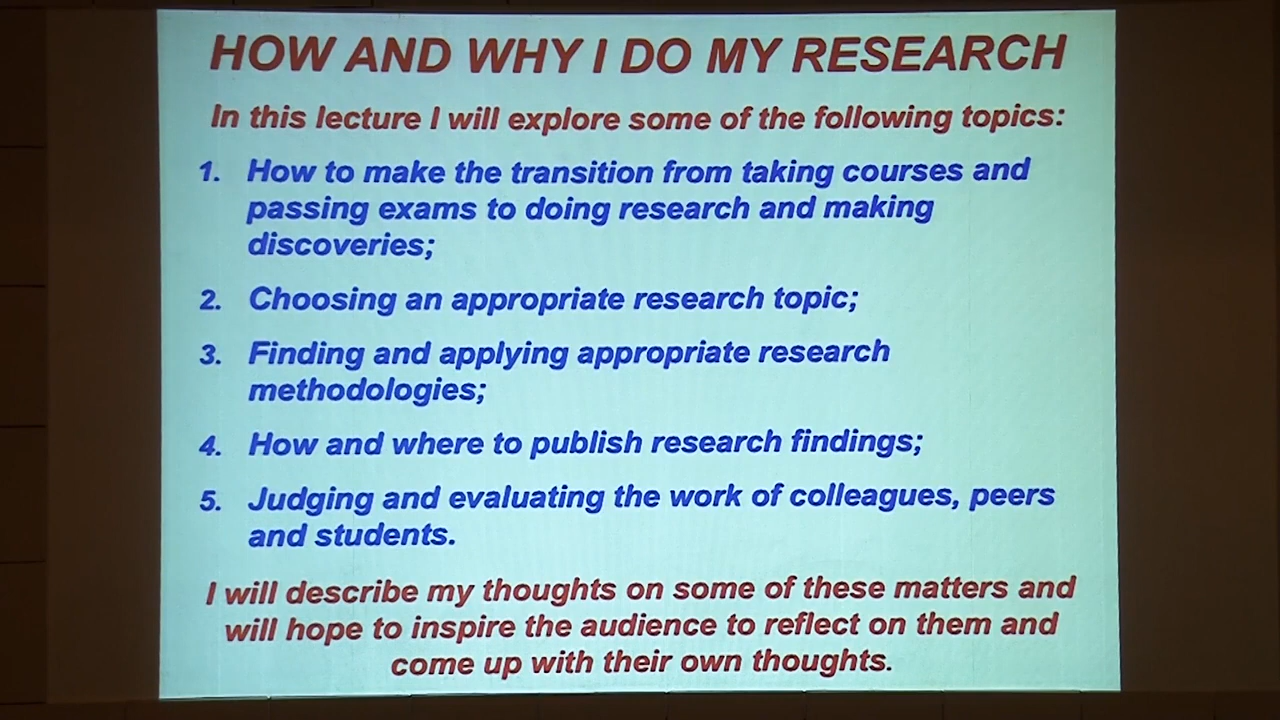 HOW AND WHY I DO MY RESEARCH
In this lecture I will explore some of the following topics:
1. How to make the transition from taking courses and
passing exams to doing research and making
discoveries;
2. Choosing an appropriate research topic;
3. Finding and applying appropriate research
methodologies;
4. How and where to publish research findings;
5. Judging and evaluating the work of colleagues, peers
and students.
I will describe my thoughts on some of these matters and
will hope to inspire the audience to reflect on them and
come up with their own thoughts.